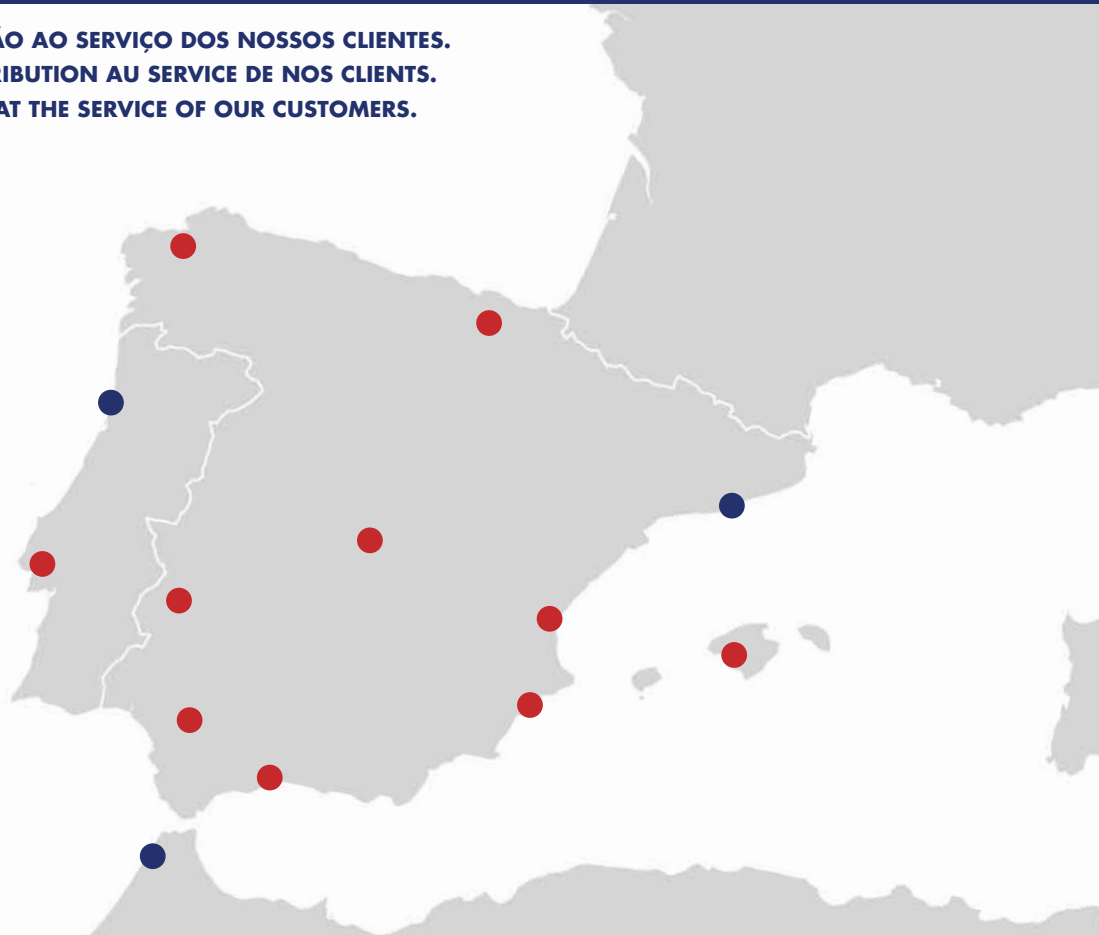 ÃO AO SERVIÇO DOS NOSSOS CLIENTES.
RIBUTION AU SERVICE DE NOS CLIENTS.
AT THE SERVICE OF OUR CUSTOMERS.